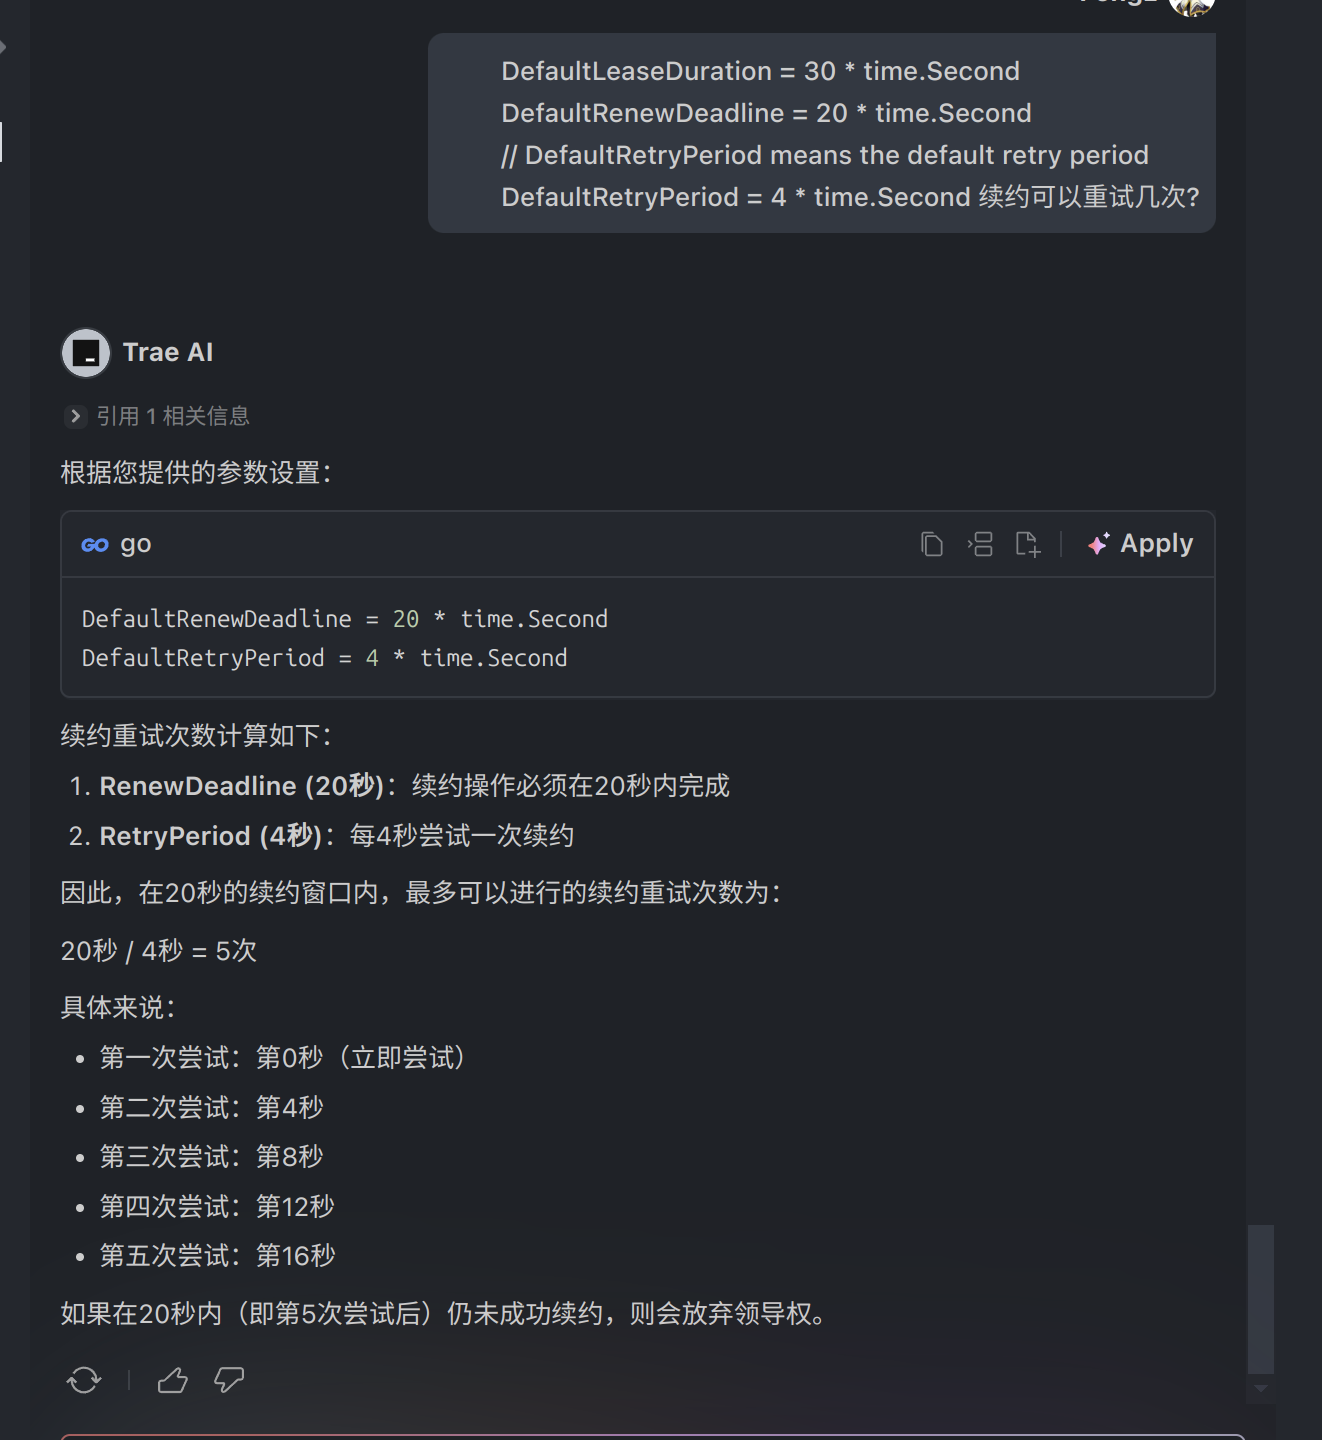 DefaultLeaseDuration = 30 * time.Second
DefaultRenewDeadline = 20 * time.Second
// DefaultRetryPeriod means the default retry period
DefaultRetryPeriod = 4 * time.Second 续约可以重试几次?
Trae AI
引用 1 相关信息
根据您提供的参数设置：
GO go
Apply
DefaultRenewDeadline = 20 * time.Second
DefaultRetryPeriod = 4 * time.Second
续约重试次数计算如下：
1. RenewDeadline (20秒)：续约操作必须在20秒内完成
2. RetryPeriod (4秒)：每4秒尝试一次续约
因此，在20秒的续约窗口内，最多可以进行的续约重试次数为：
20秒 / 4秒 = 5次
具体来说：
• 第一次尝试：第0秒（立即尝试）
• 第二次尝试：第4秒
• 第三次尝试：第8秒
• 第四次尝试：第12秒
• 第五次尝试：第16秒
如果在20秒内（即第5次尝试后）仍未成功续约，则会放弃领导权。